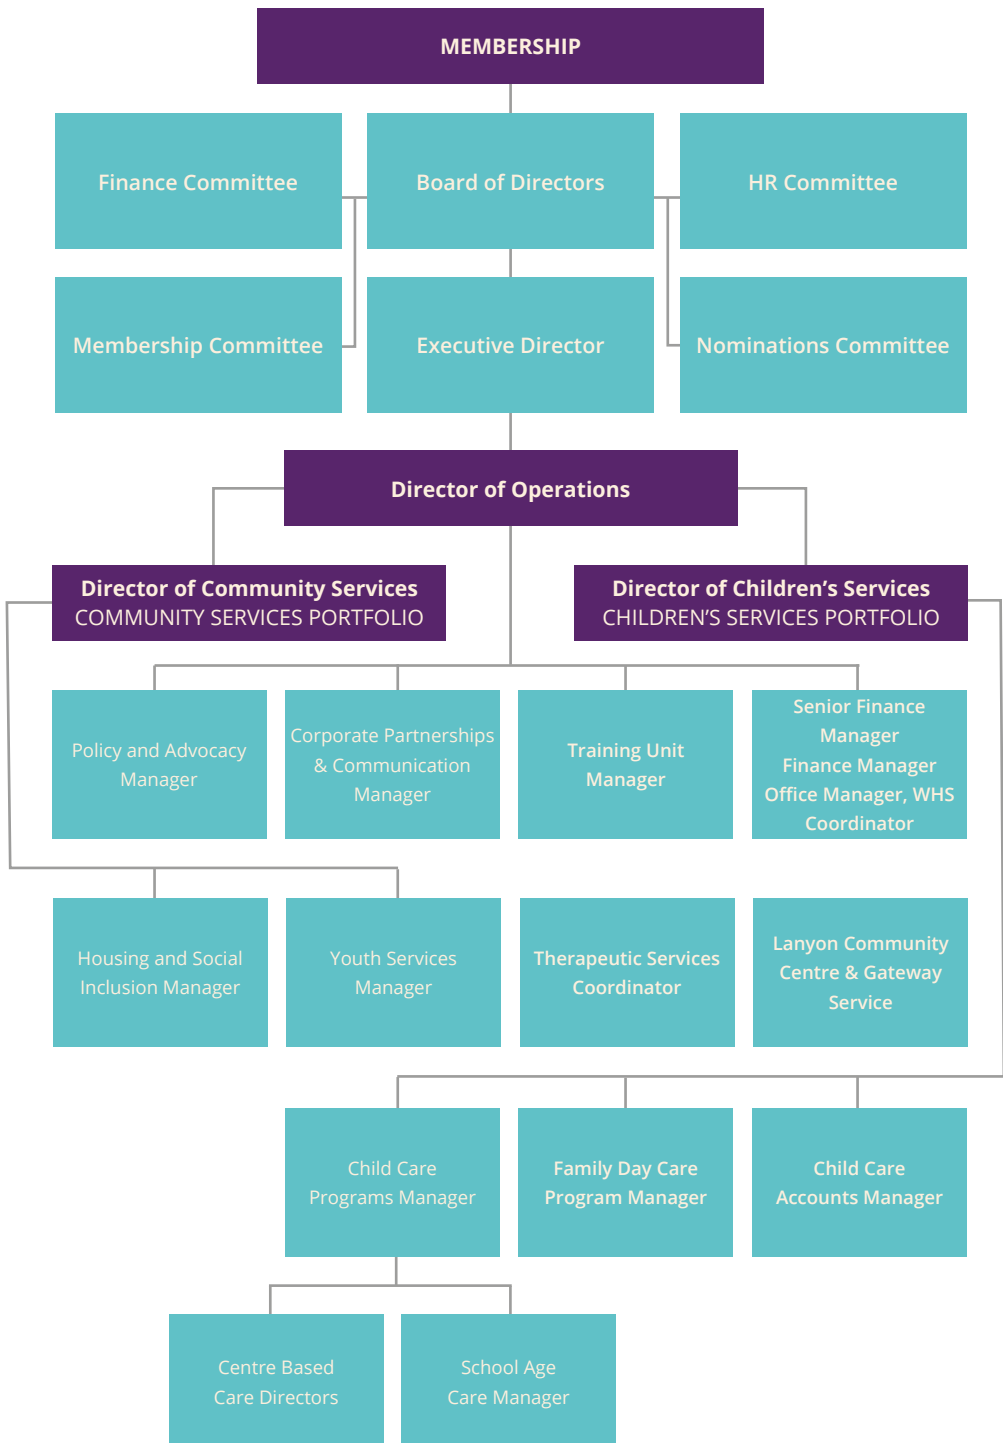 MEMBERSHIP
Finance Committee
Board of Directors
HR Committee
Membership Committee
Executive Director
Nominations Committee
Director of Operations
Director of Community Services
COMMUNITY SERVICES PORTFOLIO
Director of Children’s Services
CHILDREN’S SERVICES PORTFOLIO
Policy and Advocacy
Manager
Corporate Partnerships
& Communication
Manager
Training Unit
Manager
Senior Finance
Manager
Finance Manager
Office Manager, WHS
Coordinator
Housing and Social
Inclusion Manager
Youth Services
Manager
Therapeutic Services
Coordinator
Lanyon Community
Centre & Gateway
Service
Child Care
Programs Manager
Family Day Care
Program Manager
Child Care
Accounts Manager
Centre Based
Care Directors
School Age
Care Manager